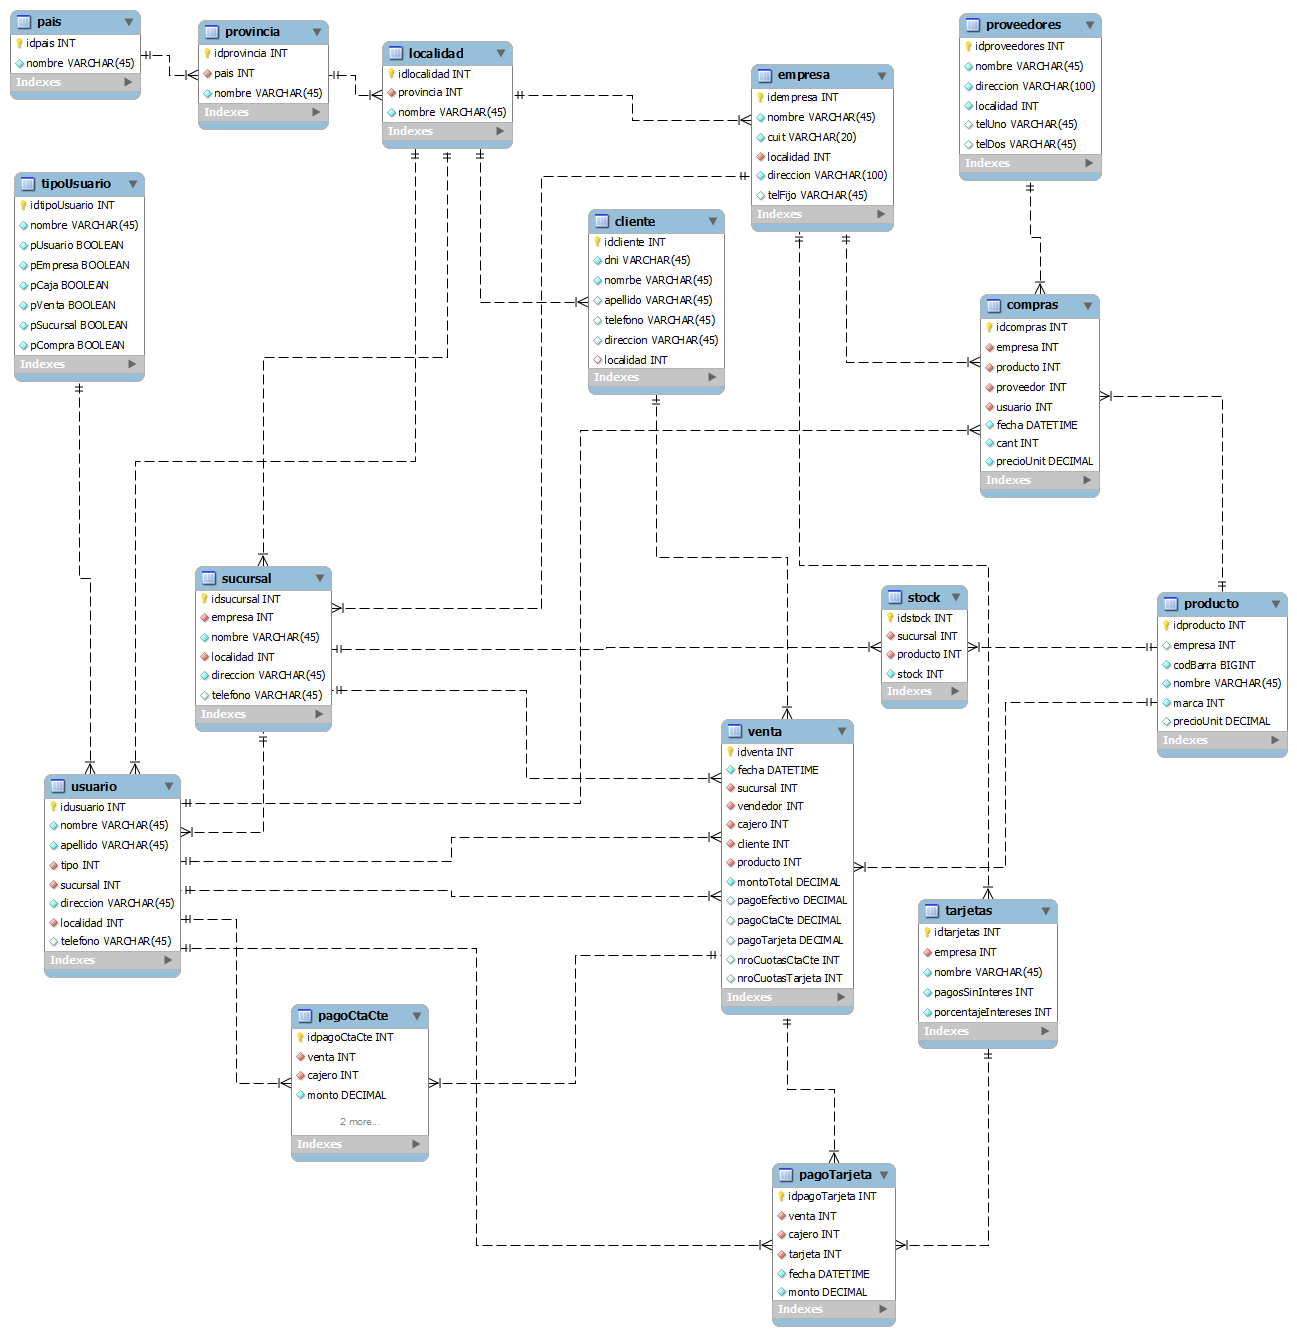 pais
idpais INT
nombre VARCHAR(45)
Indexes
provincia
idprovincia INT
pais INT
nombre VARCHAR(45)
Indexes
localidad
idlocalidad INT
provincia INT
nombre VARCHAR(45)
Indexes
empresa
idempresa INT
nombre VARCHAR(45)
cuit VARCHAR(20)
localidad INT
direccion VARCHAR(100)
telFijo VARCHAR(45)
Indexes
proveedores
idproveedores INT
nombre VARCHAR(45)
direccion VARCHAR(100)
localidad INT
telUno VARCHAR(45)
telDos VARCHAR(45)
Indexes
tipoUsuario
idtipoUsuario INT
nombre VARCHAR(45)
pUsuario BOOLEAN
pEmpresa BOOLEAN
pCaja BOOLEAN
pVenta BOOLEAN
pSucursal BOOLEAN
pCompra BOOLEAN
Indexes
cliente
idcliente INT
dni VARCHAR(45)
nomrbe VARCHAR(45)
apellido VARCHAR(45)
telefono VARCHAR(45)
direccion VARCHAR(45)
localidad INT
Indexes
compras
idcompras INT
empresa INT
producto INT
proveedor INT
usuario INT
fecha DATETIME
cant INT
precioUnit DECIMAL
Indexes
sucursal
idsucursal INT
empresa INT
nombre VARCHAR(45)
localidad INT
direccion VARCHAR(45)
telefono VARCHAR(45)
Indexes
stock
idstock INT
sucursal INT
producto INT
stock INT
Indexes
producto
idproducto INT
empresa INT
codBarra BIGINT
nombre VARCHAR(45)
marca INT
precioUnit DECIMAL
Indexes
usuario
idusuario INT
nombre VARCHAR(45)
apellido VARCHAR(45)
tipo INT
sucursal INT
direccion VARCHAR(45)
localidad INT
telefono VARCHAR(45)
Indexes
venta
idventa INT
fecha DATETIME
sucursal INT
vendedor INT
cajero INT
cliente INT
producto INT
montoTotal DECIMAL
pagoEfectivo DECIMAL
pagoCtaCte DECIMAL
pagoTarjeta DECIMAL
nroCuotasCtaCte INT
nroCuotasTarjeta INT
Indexes
tarjetas
idtarjetas INT
empresa INT
nombre VARCHAR(45)
pagosSinInteres INT
porcentajeIntereses INT
Indexes
pagoCtaCte
idpagoCtaCte INT
venta INT
cajero INT
monto DECIMAL
2 more...
Indexes
pagoTarjeta
idpagoTarjeta INT
venta INT
cajero INT
tarjeta INT
fecha DATETIME
monto DECIMAL
Indexes